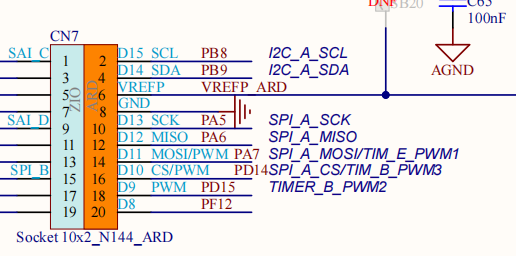 DNF
SB20
C65
100nF
AGND
CN7
SAI_C 1 2 D15 SCL PB8 I2C_A_SCL
3 4 D14 SDA PB9 I2C_A_SDA
5 6 VREFP VREFP_ARD
7 8 GND
SAI_D 9 10 D13 SCK PA5 SPI_A_SCK
11 12 D12 MISO PA6 SPI_A_MISO
13 14 D11 MOSI/PWM PA7 SPI_A_MOSI/TIM_E_PWM1
SPI_B 15 16 D10 CS/PWM PD14 SPI_A_CS/TIM_B_PWM3
17 18 D9 PWM PD15 TIMER_B_PWM2
19 20 D8 PF12
ZIO
ARD
Socket 10x2_N144_ARD